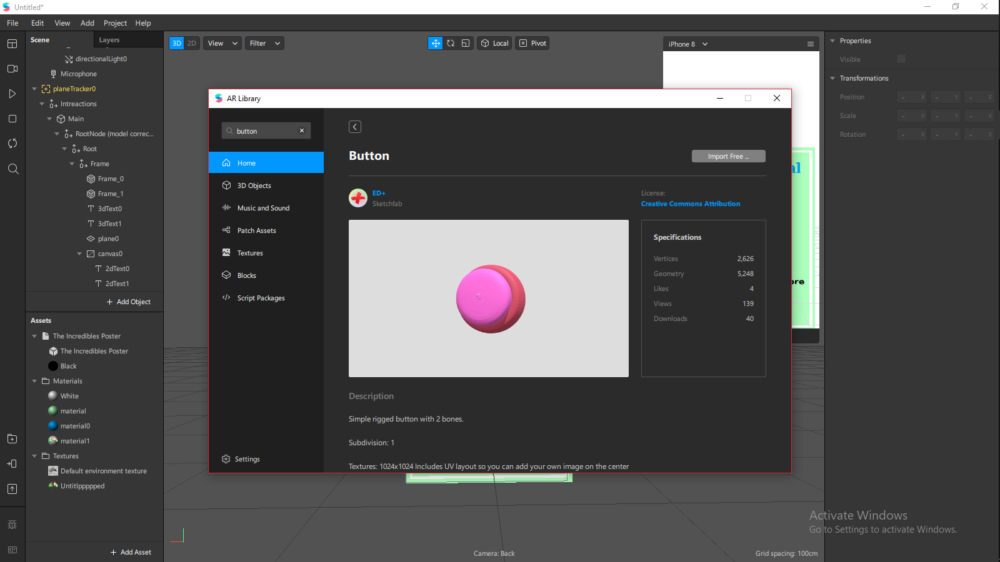 Untitled*
File Edit View Add Project Help
Scene Layers
directionalLight0
Microphone
planeTracker0
Intreactions
Main
RootNode (model correc...
Root
Frame
Frame_0
Frame_1
3dText0
3dText1
plane0
canvas0
2dText0
2dText1
+ Add Object
Assets
The Incredibles Poster
The Incredibles Poster
Black
Materials
White
material
material0
material1
Textures
Default environment texture
Untitlppppped
+ Add Asset
3D 2D View Filter Local Pivot
iPhone 8
al
ore
AR Library
button
Home
3D Objects
Music and Sound
Patch Assets
Textures
Blocks
Script Packages
Settings
Button
Import Free ...
ED+
Sketchfab
License:
Creative Commons Attribution
Specifications
Vertices 2,626
Geometry 5,248
Likes 4
Views 139
Downloads 40
Description
Simple rigged button with 2 bones.
Subdivision: 1
Textures: 1024x1024 Includes UV layout so you can add your own image on the center
Camera: Back
Grid spacing: 100cm
Properties
Visible
Transformations
Position - X - Y - Z
Scale - X - Y - Z
Rotation - X - Y - Z
Activate Windows
Go to Settings to activate Windows.